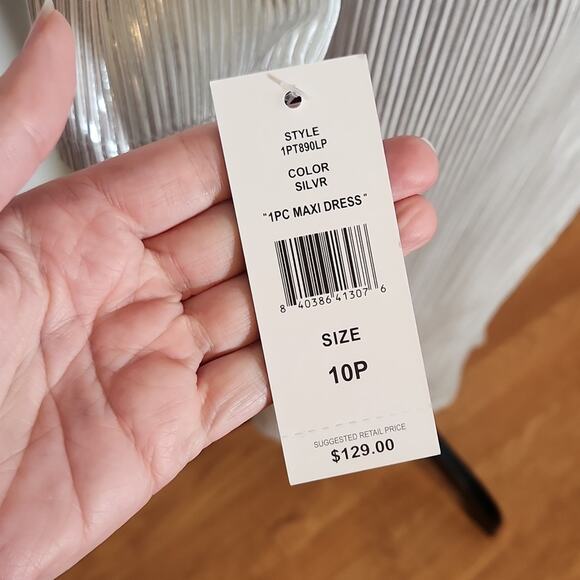 STYLE
1PT890LP
COLOR
SILVR
"1PC MAXI DRESS"
8 40386 41307 6
SIZE
10P
SUGGESTED RETAIL PRICE
$129.00